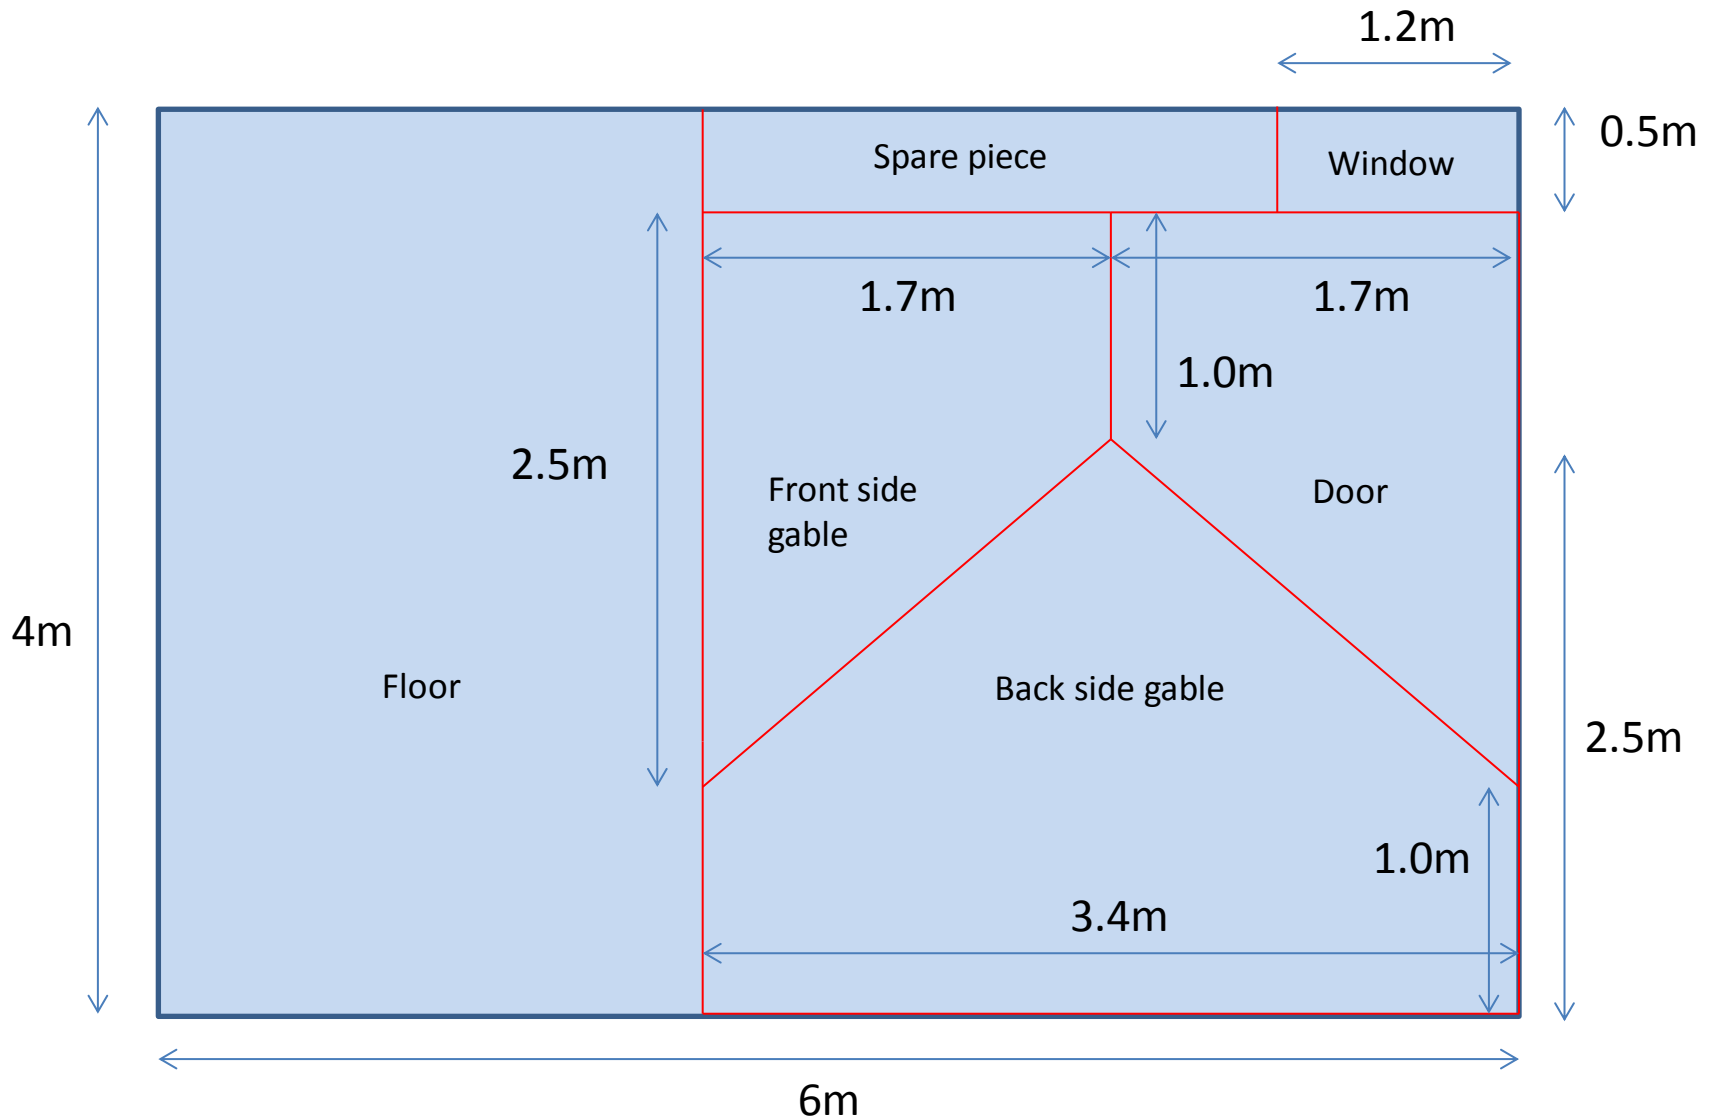 1.2m
0.5m
Spare piece
Window
1.7m
1.7m
1.0m
2.5m
Front side
gable
Door
4m
Floor
Back side gable
2.5m
1.0m
3.4m
6m